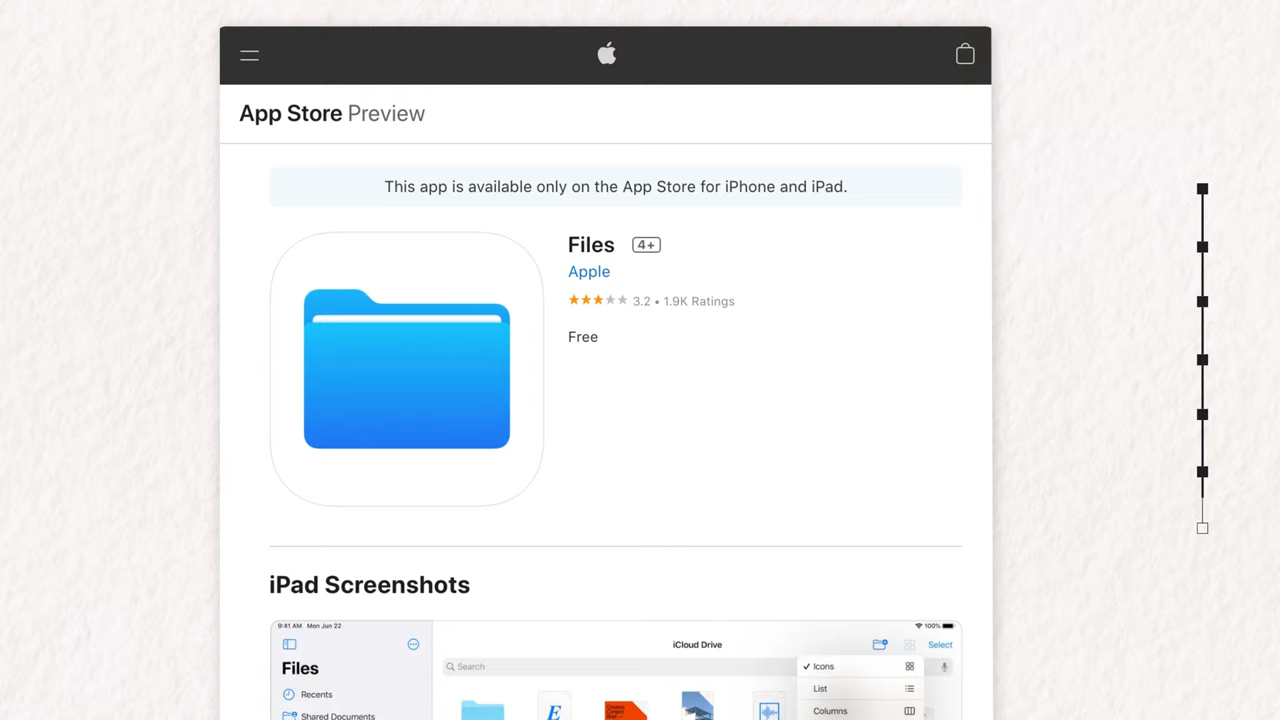 App Store Preview
This app is available only on the App Store for iPhone and iPad.
Files 4+
Apple
3.2 • 1.9K Ratings
Free
iPad Screenshots
9:41 AM Mon Jun 22
100%
iCloud Drive
Select
Files
Search
Icons
Recents
List
Shared Documents
Columns
E
Creative
Content